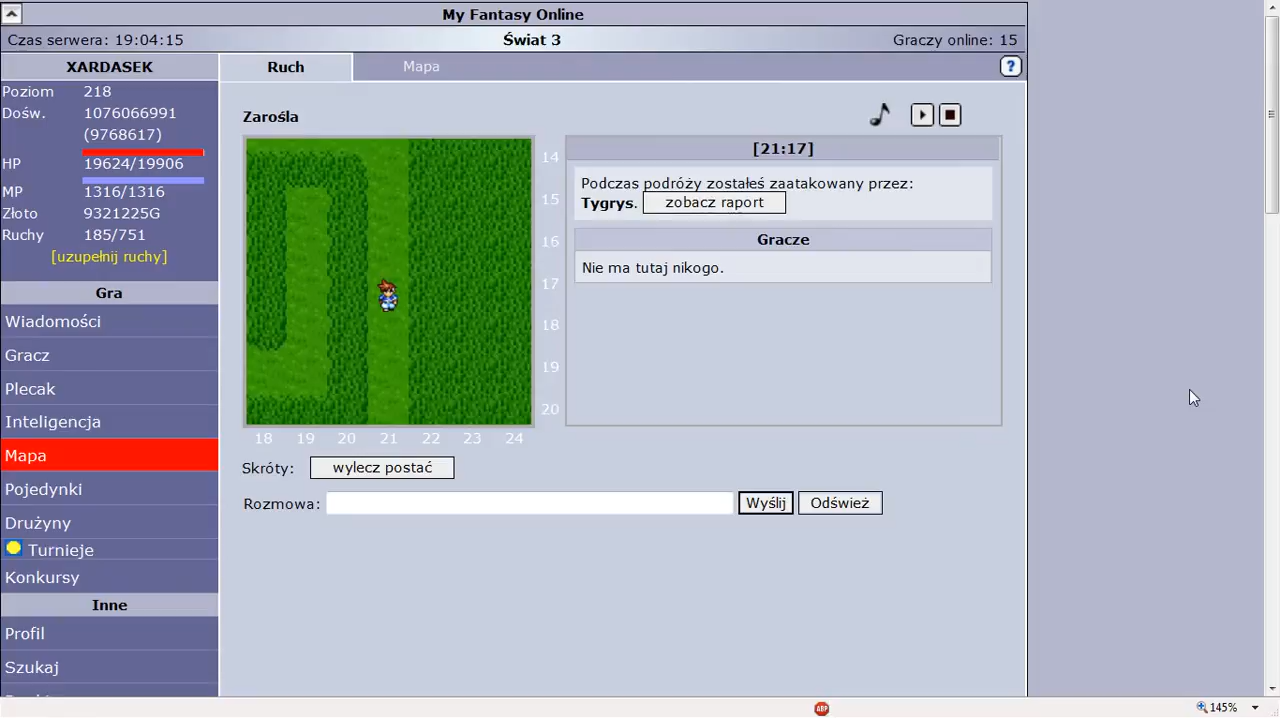 My Fantasy Online
Czas serwera: 19:04:15
Świat 3
Graczy online: 15
XARDASEK
Ruch
Mapa
?
Poziom 218
Dośw. 1076066991
(9768617)
HP 19624/19906
MP 1316/1316
Złoto 9321225G
Ruchy 185/751
[uzupełnij ruchy]
Gra
Wiadomości
Gracz
Plecak
Inteligencja
Mapa
Pojedynki
Drużyny
Turnieje
Konkursy
Inne
Profil
Szukaj
Zarośla
14
15
16
17
18
19
20
18 19 20 21 22 23 24
[21:17]
Podczas podróży zostałeś zaatakowany przez:
Tygrys. zobacz raport
Gracze
Nie ma tutaj nikogo.
Skróty: wylecz postać
Rozmowa: Wyślij Odśwież
ABP
145%